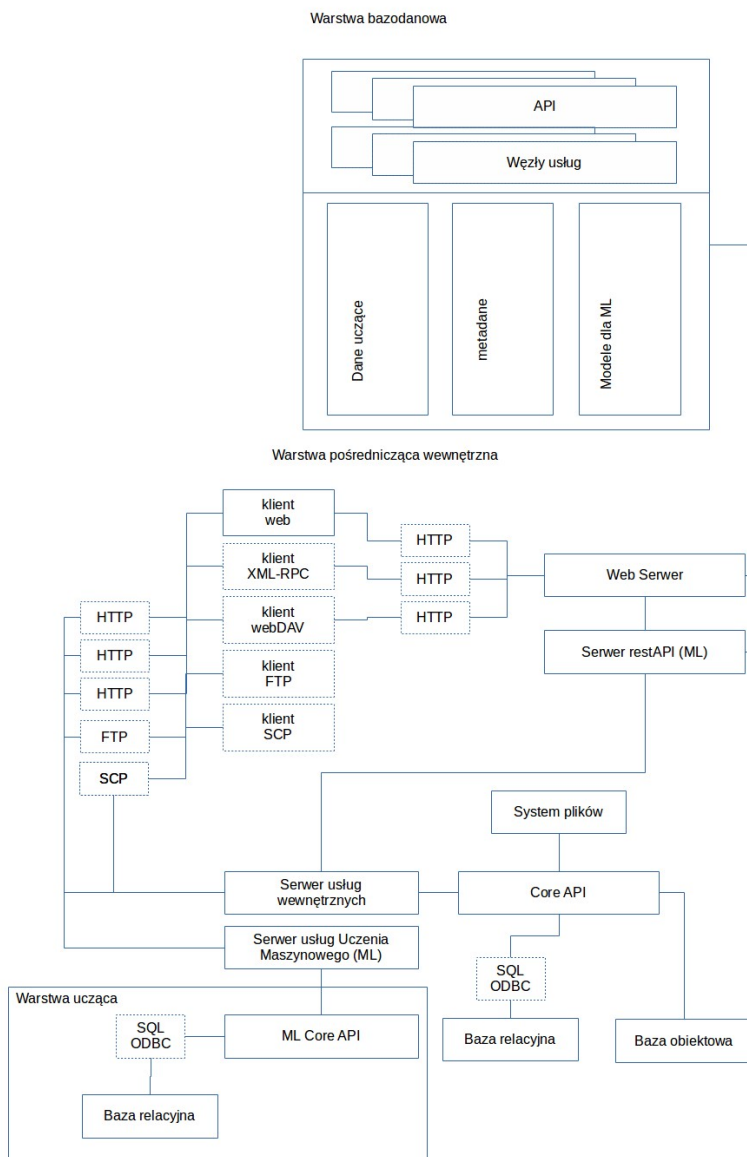 Warstwa bazodanowa
API
Węzły usług
Dane uczące
metadane
Modele dla ML
Warstwa pośrednicząca wewnętrzna
klient
web
klient
XML-RPC
klient
webDAV
klient
FTP
klient
SCP
HTTP
HTTP
HTTP
Web Serwer
Serwer restAPI (ML)
HTTP
HTTP
HTTP
FTP
SCP
System plików
Serwer usług
wewnętrznych
Core API
Serwer usług Uczenia
Maszynowego (ML)
SQL
ODBC
Baza relacyjna
Baza obiektowa
Warstwa ucząca
SQL
ODBC
ML Core API
Baza relacyjna